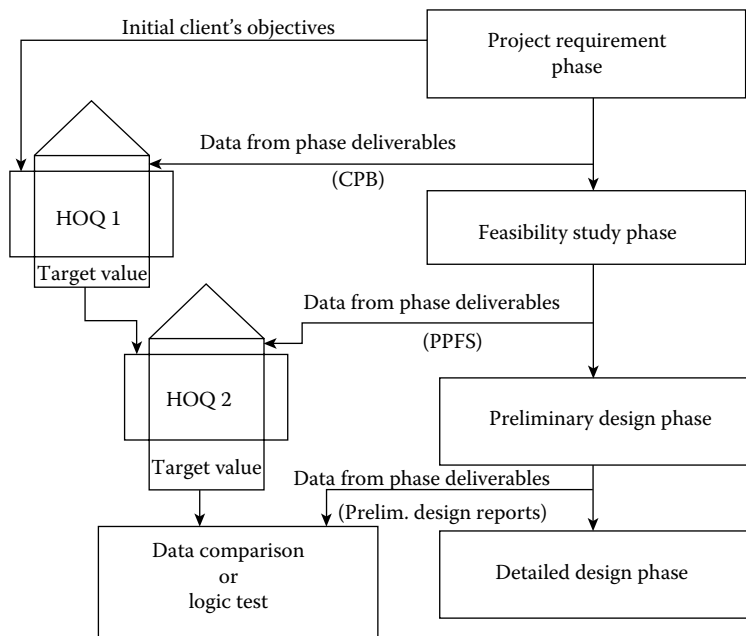 Initial client's objectives
Project requirement
phase
Data from phase deliverables
(CPB)
HOQ 1
Feasibility study phase
Target value
Data from phase deliverables
(PPFS)
HOQ 2
Preliminary design phase
Target value
Data from phase deliverables
(Prelim. design reports)
Data comparison
or
logic test
Detailed design phase